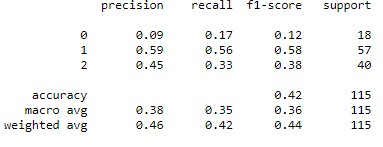 precision recall f1-score support
0 0.09 0.17 0.12 18
1 0.59 0.56 0.58 57
2 0.45 0.33 0.38 40
accuracy 0.42 115
macro avg 0.38 0.35 0.36 115
weighted avg 0.46 0.42 0.44 115